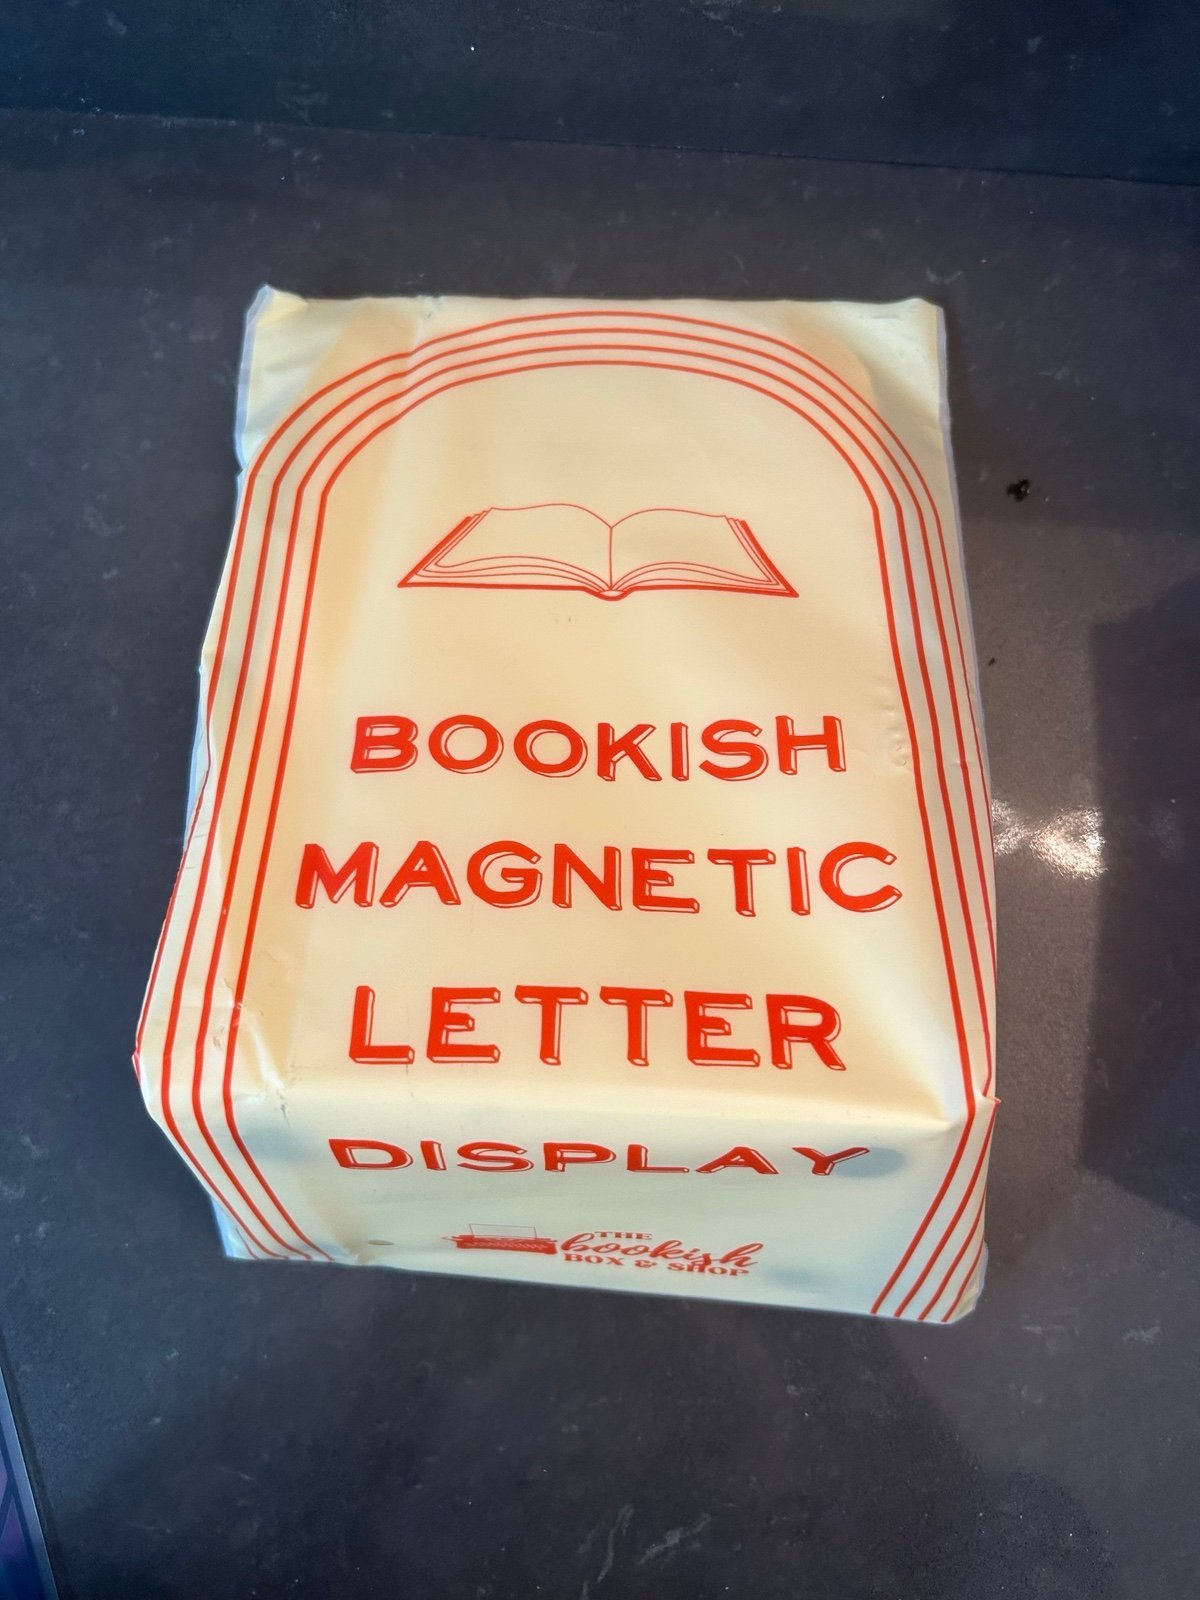 BOOKISH
MAGNETIC
LETTER
DISPLAY
THE
bookish
BOX & SHOP